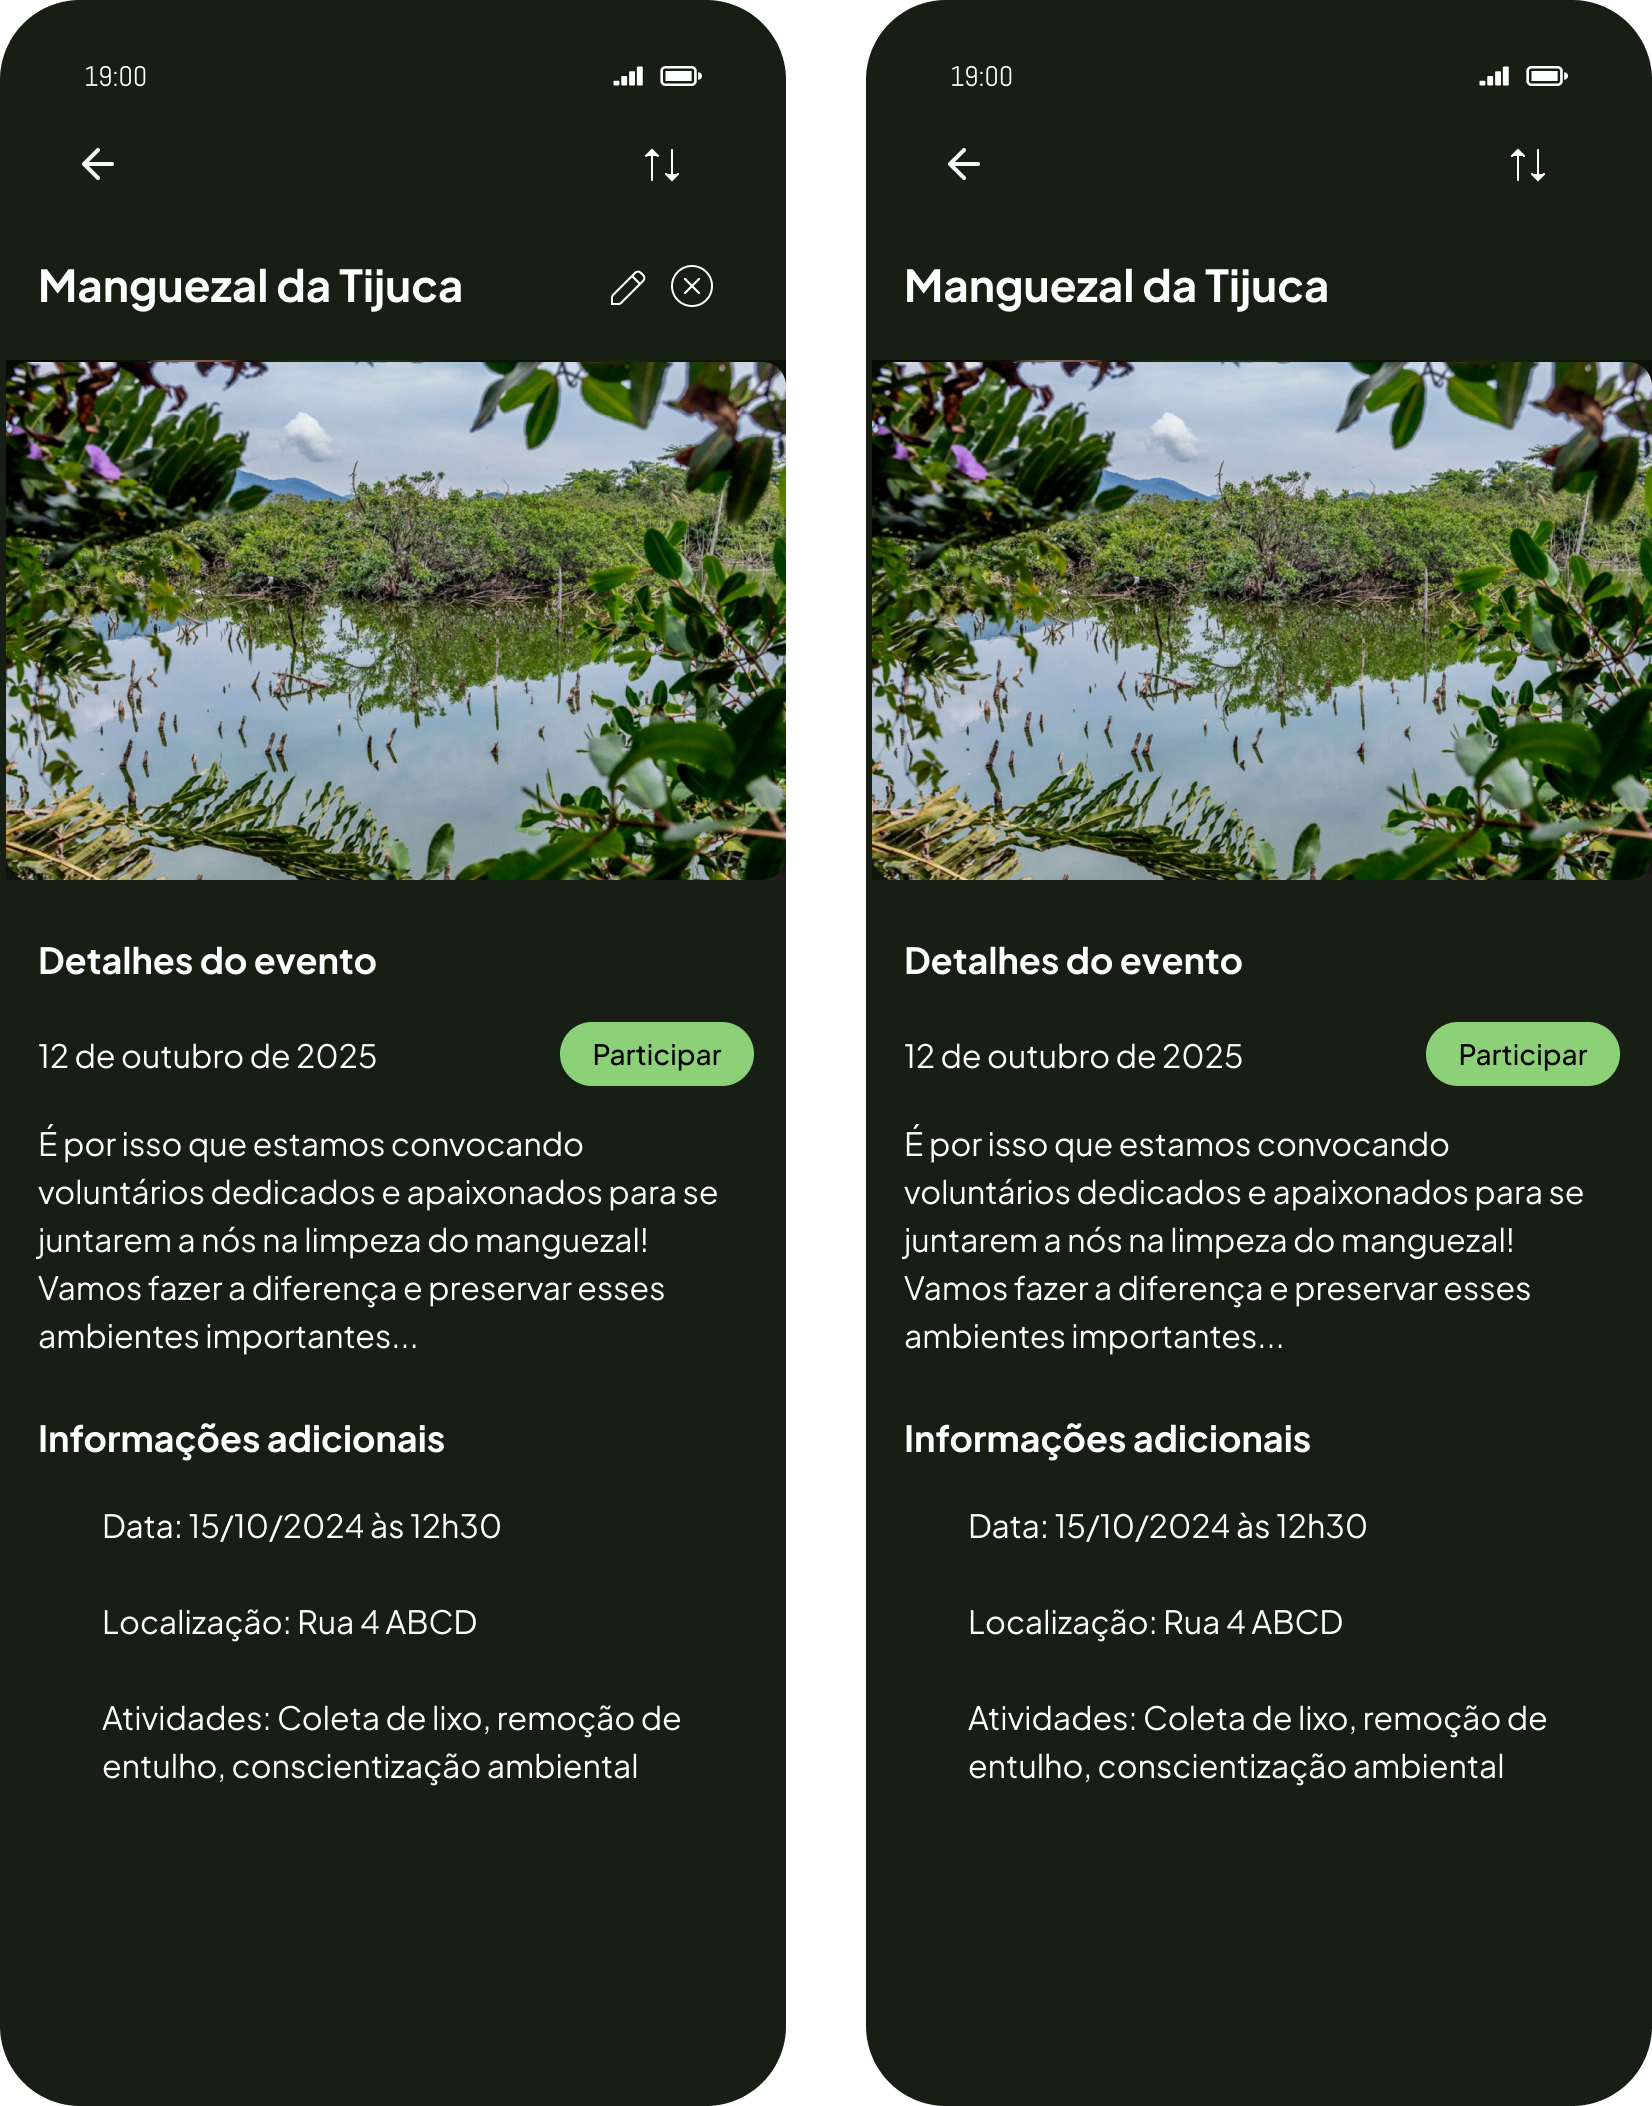 19:00
Manguezal da Tijuca
Detalhes do evento
12 de outubro de 2025
Participar
É por isso que estamos convocando
voluntários dedicados e apaixonados para se
juntarem a nós na limpeza do manguezal!
Vamos fazer a diferença e preservar esses
ambientes importantes...
Informações adicionais
Data: 15/10/2024 às 12h30
Localização: Rua 4 ABCD
Atividades: Coleta de lixo, remoção de
entulho, conscientização ambiental
19:00
Manguezal da Tijuca
Detalhes do evento
12 de outubro de 2025
Participar
É por isso que estamos convocando
voluntários dedicados e apaixonados para se
juntarem a nós na limpeza do manguezal!
Vamos fazer a diferença e preservar esses
ambientes importantes...
Informações adicionais
Data: 15/10/2024 às 12h30
Localização: Rua 4 ABCD
Atividades: Coleta de lixo, remoção de
entulho, conscientização ambiental